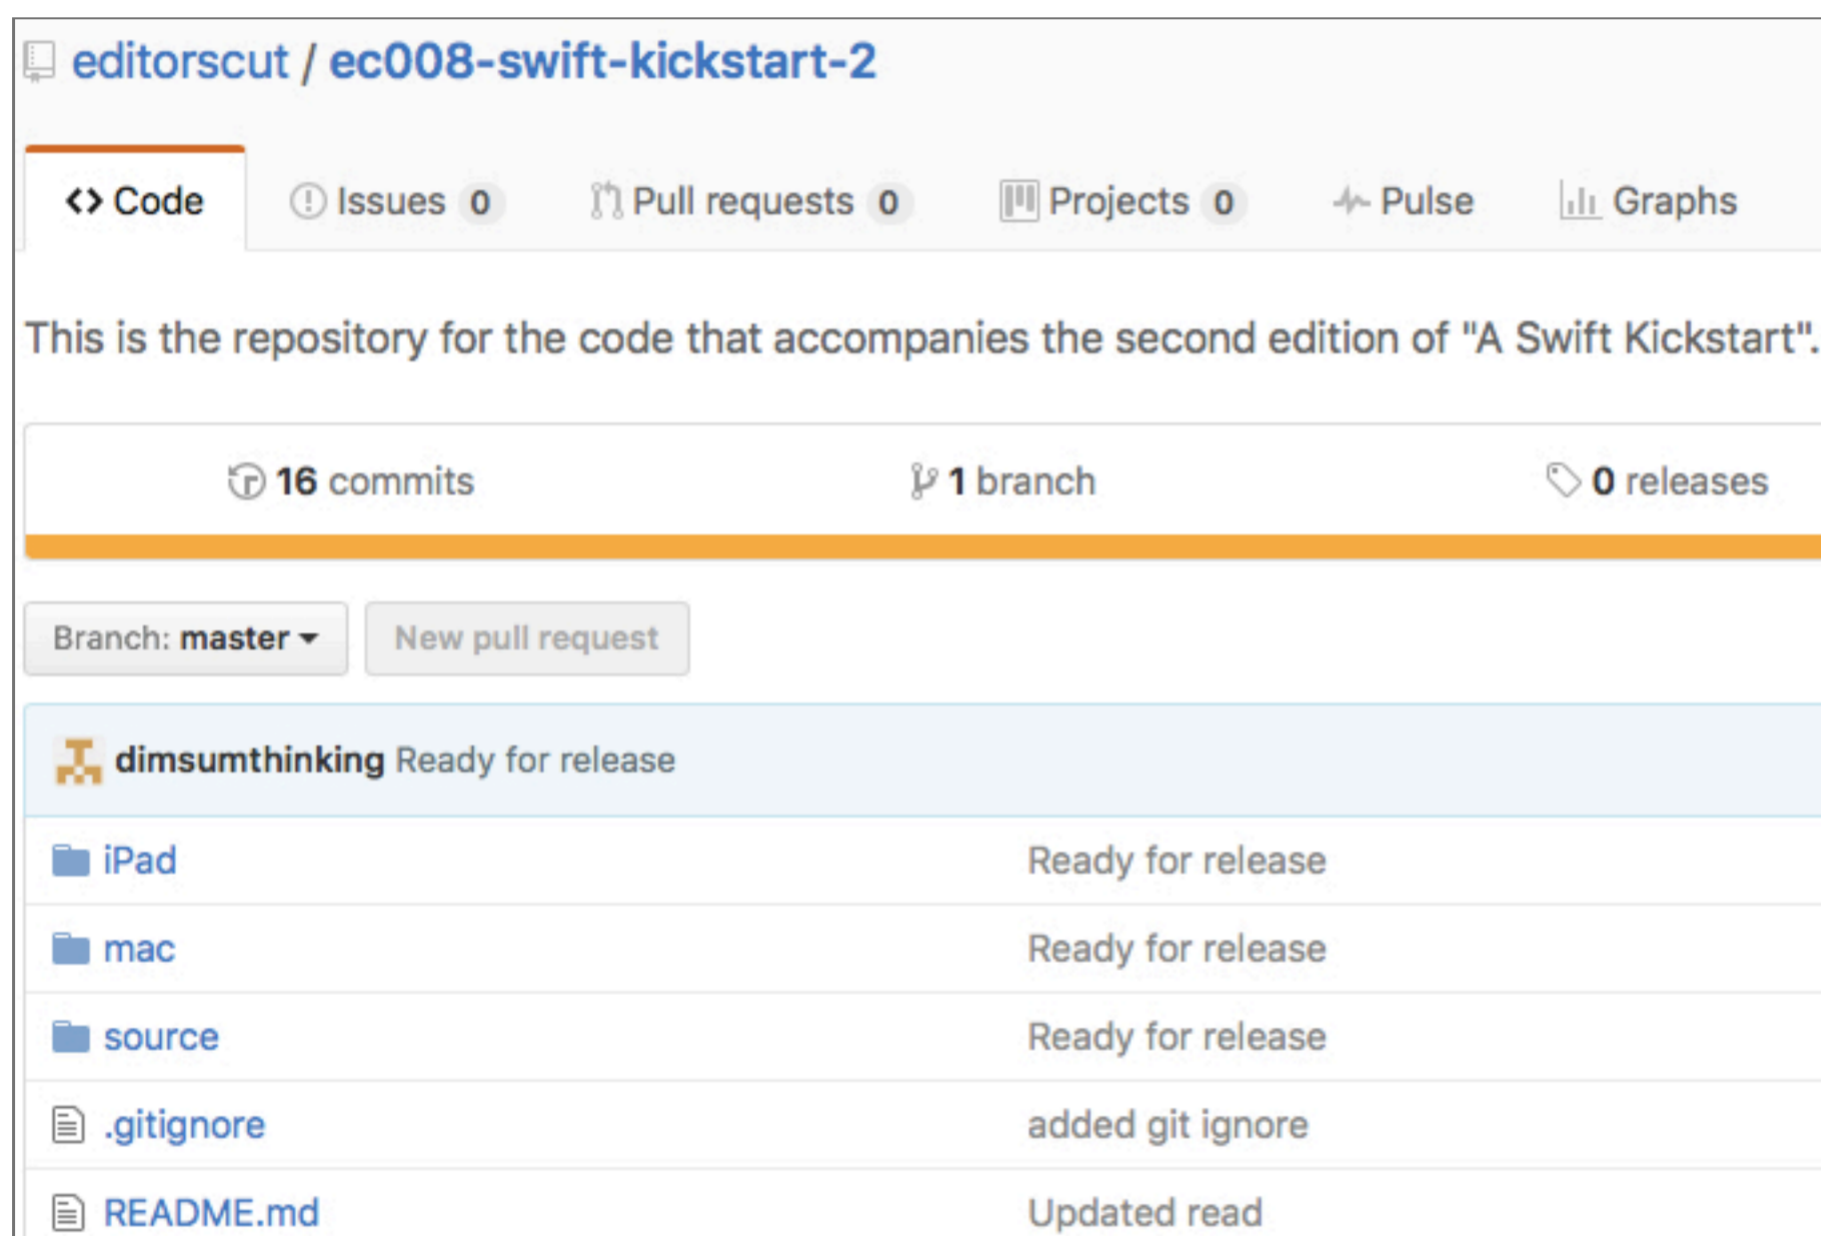 editorscut / ec008-swift-kickstart-2
Code Issues 0 Pull requests 0 Projects 0 Pulse Graphs
This is the repository for the code that accompanies the second edition of "A Swift Kickstart".
16 commits 1 branch 0 releases
Branch: master New pull request
dimsumthinking Ready for release
iPad Ready for release
mac Ready for release
source Ready for release
.gitignore added git ignore
README.md Updated read